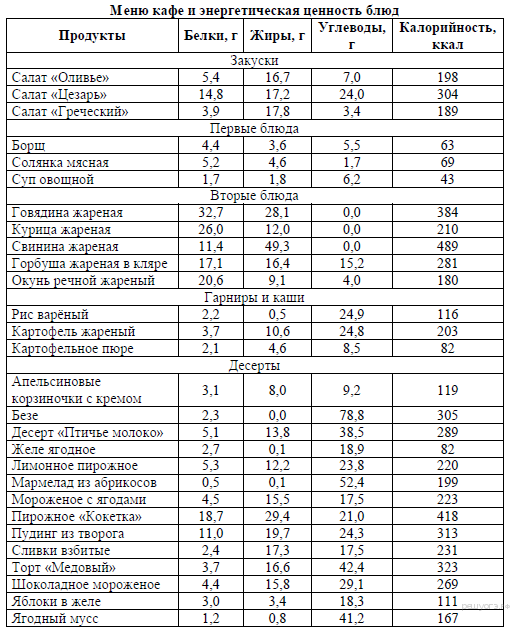 Меню кафе и энергетическая ценность блюд
Продукты Белки, г Жиры, г Углеводы, г Калорийность, ккал
Закуски
Салат «Оливье» 5,4 16,7 7,0 198
Салат «Цезарь» 14,8 17,2 24,0 304
Салат «Греческий» 3,9 17,8 3,4 189
Первые блюда
Борщ 4,4 3,6 5,5 63
Солянка мясная 5,2 4,6 1,7 69
Суп овощной 1,7 1,8 6,2 43
Вторые блюда
Говядина жареная 32,7 28,1 0,0 384
Курица жареная 26,0 12,0 0,0 210
Свинина жареная 11,4 49,3 0,0 489
Горбуша жареная в кляре 17,1 16,4 15,2 281
Окунь речной жареный 20,6 9,1 4,0 180
Гарниры и каши
Рис варёный 2,2 0,5 24,9 116
Картофель жареный 3,7 10,6 24,8 203
Картофельное пюре 2,1 4,6 8,5 82
Десерты
Апельсиновые корзиночки с кремом 3,1 8,0 9,2 119
Безе 2,3 0,0 78,8 305
Десерт «Птичье молоко» 5,1 13,8 38,5 289
Желе ягодное 2,7 0,1 18,9 82
Лимонное пирожное 5,3 12,2 23,8 220
Мармелад из абрикосов 0,5 0,1 52,4 199
Мороженое с ягодами 4,5 15,5 17,5 223
Пирожное «Кокетка» 18,7 29,4 21,0 418
Пудинг из творога 11,0 19,7 24,3 313
Сливки взбитые 2,4 17,3 17,5 231
Торт «Медовый» 3,7 16,6 42,4 323
Шоколадное мороженое 4,4 15,8 29,1 269
Яблоки в желе 3,0 3,4 18,3 111
Ягодный мусс 1,2 0,8 41,2 167